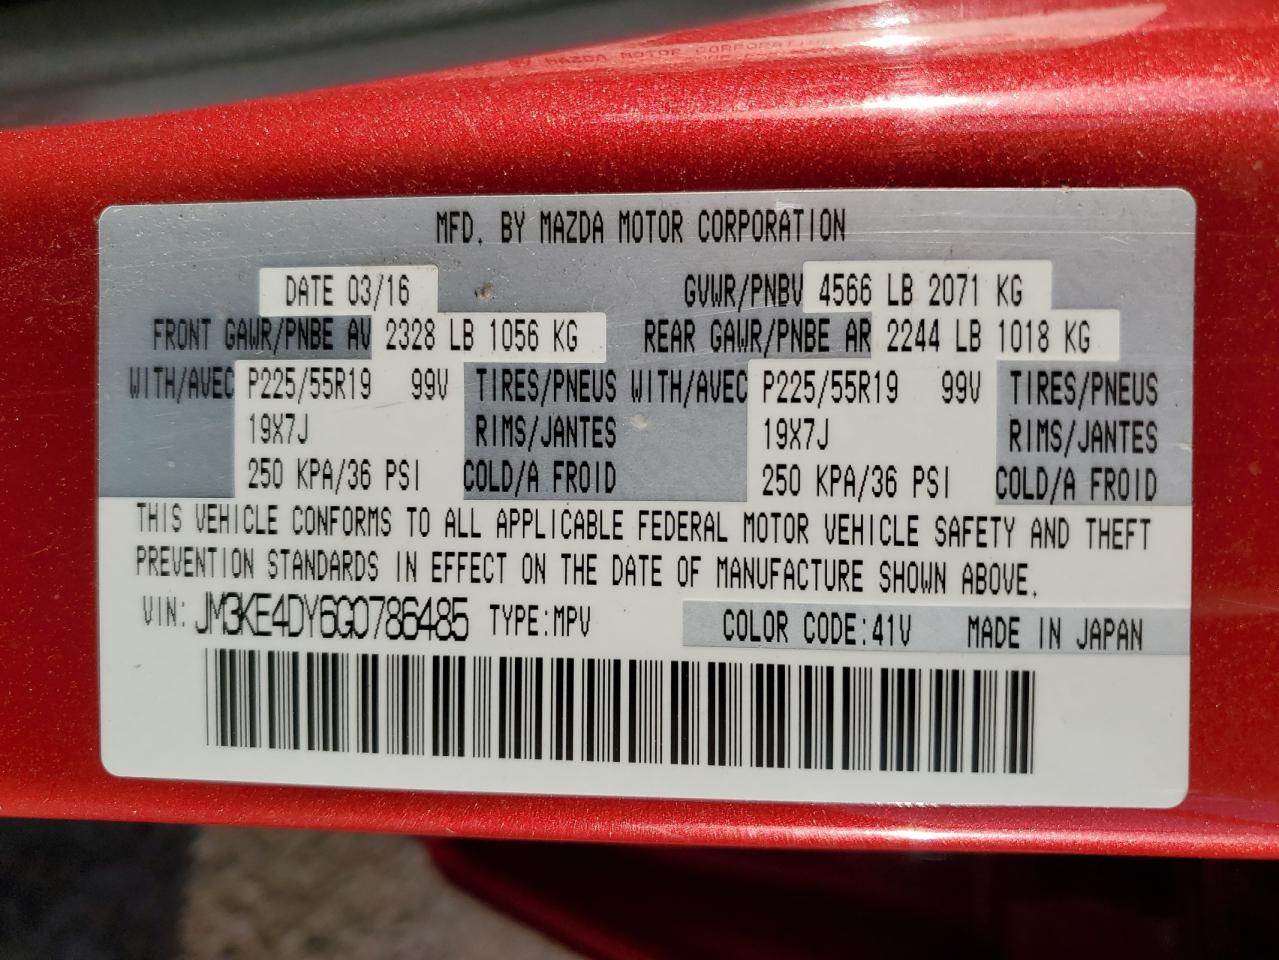 MAZDA MOTOR CORPORATION
MFD. BY MAZDA MOTOR CORPORATION
DATE 03/16 GVWR/PNBV 4566 LB 2071 KG
FRONT GAWR/PNBE AV 2328 LB 1056 KG REAR GAWR/PNBE AR 2244 LB 1018 KG
WITH/AVEC P225/55R19 99V TIRES/PNEUS WITH/AVEC P225/55R19 99V TIRES/PNEUS
19X7J RIMS/JANTES 19X7J RIMS/JANTES
250 KPA/36 PSI COLD/A FROID 250 KPA/36 PSI COLD/A FROID
THIS VEHICLE CONFORMS TO ALL APPLICABLE FEDERAL MOTOR VEHICLE SAFETY AND THEFT
PREVENTION STANDARDS IN EFFECT ON THE DATE OF MANUFACTURE SHOWN ABOVE.
VIN: JM3KE4DY6G0786485 TYPE:MPV COLOR CODE:41V MADE IN JAPAN